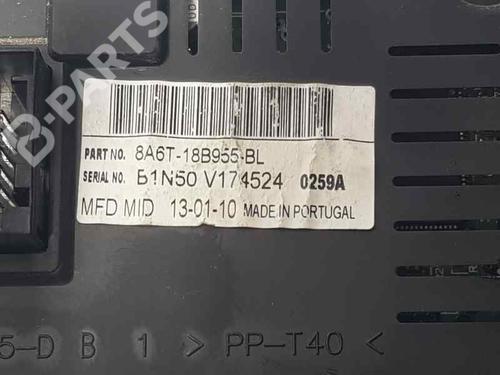 B-PARTS
PART NO. 8A6T-18B955-BL
SERIAL NO. B1N50 V174524 0259A
MFD MID 13-01-10 MADE IN PORTUGAL
5-D B 1 > PP-T40 <